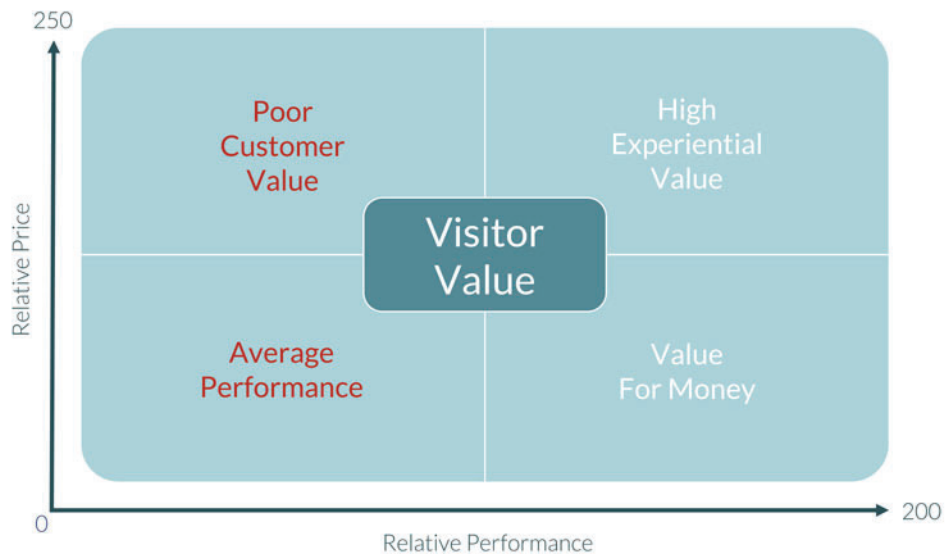 250
Poor
Customer
Value
High
Experiential
Value
Visitor
Value
Relative Price
Average
Performance
Value
For Money
0
200
Relative Performance